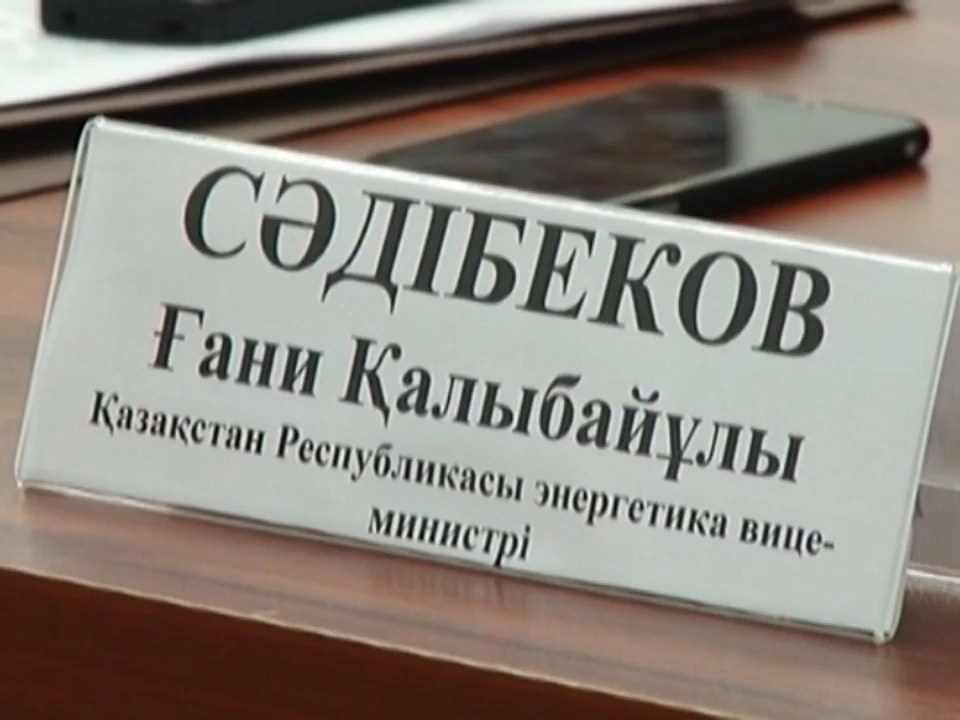 СӘДІБЕКОВ
Ғани Қалыбайұлы
Қазақстан Республикасы энергетика вице-
министрі